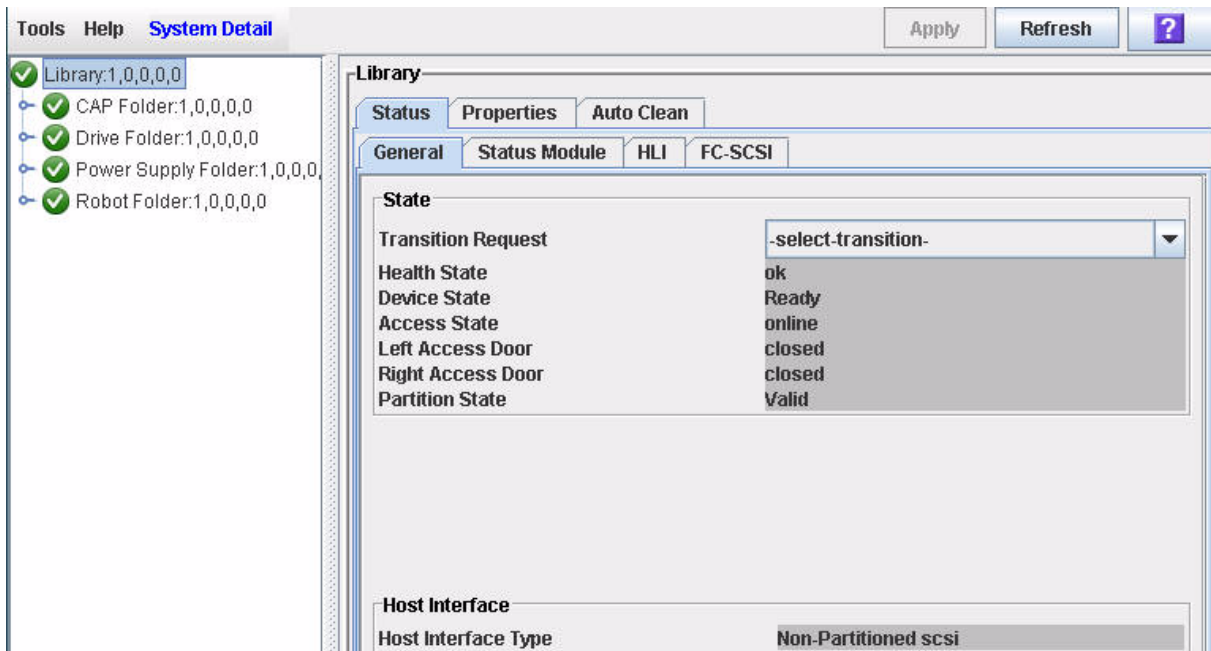 Tools Help System Detail Apply Refresh ?
Library:1,0,0,0,0
CAP Folder:1,0,0,0,0
Drive Folder:1,0,0,0,0
Power Supply Folder:1,0,0,0,
Robot Folder:1,0,0,0,0
Library
Status Properties Auto Clean
General Status Module HLI FC-SCSI
State
Transition Request -select-transition-
Health State ok
Device State Ready
Access State online
Left Access Door closed
Right Access Door closed
Partition State Valid
Host Interface
Host Interface Type Non-Partitioned scsi